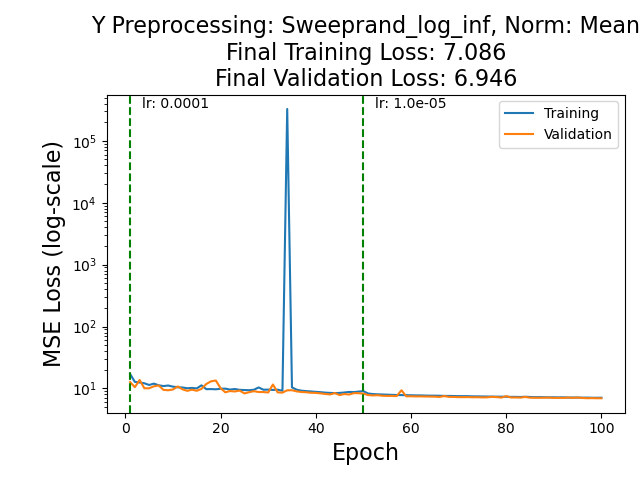 Y Preprocessing: Sweeprand_log_inf, Norm: Mean
Final Training Loss: 7.086
Final Validation Loss: 6.946
lr: 0.0001
lr: 1.0e-05
Training
Validation
MSE Loss (log-scale)
10^5
10^4
10^3
10^2
10^1
0
20
40
60
80
100
Epoch